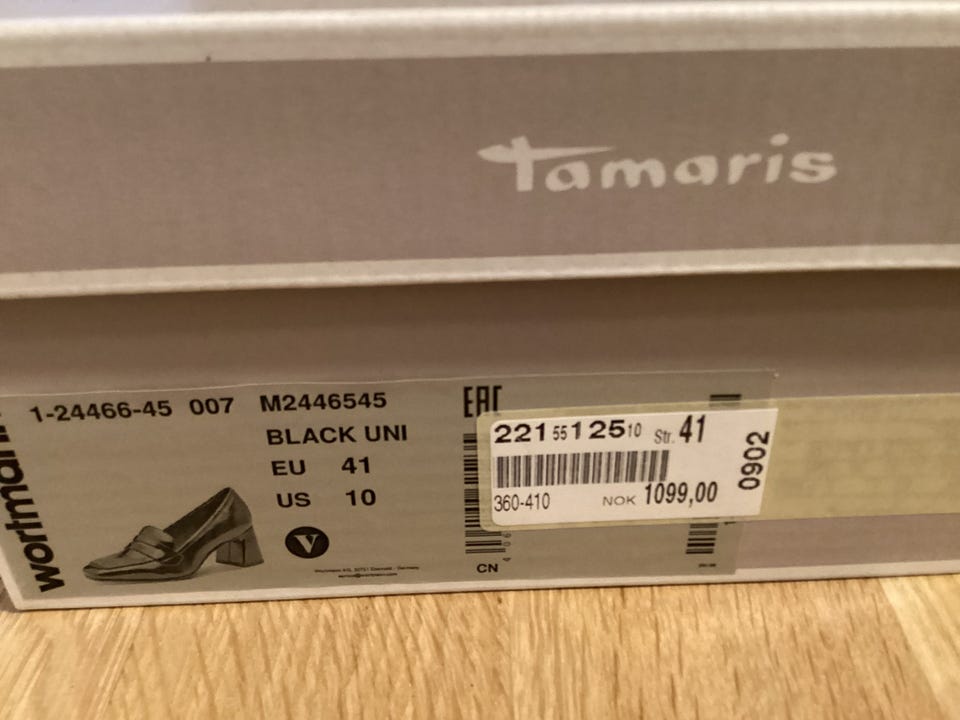 Tamaris
wortmann
1-24466-45 007 M2446545
BLACK UNI
EU 41
US 10
V
EAC
CN
221 55 125 10 Str. 41
360-410 NOK 1099,00
0902